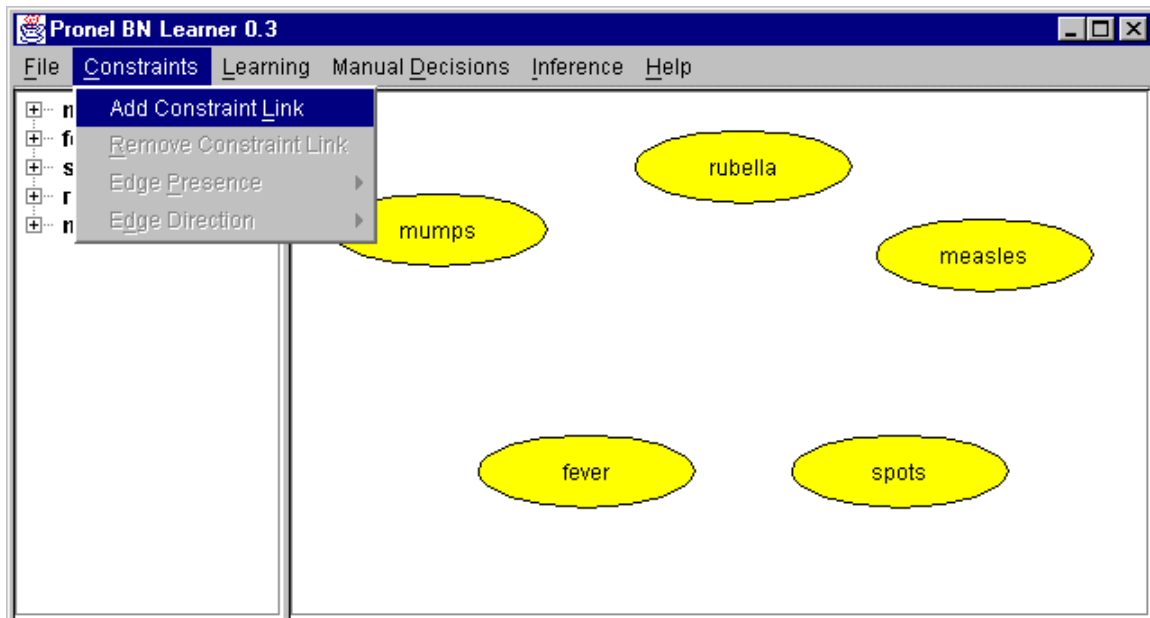 Pronel BN Learner 0.3
File Constraints Learning Manual Decisions Inference Help
Add Constraint Link
Remove Constraint Link
Edge Presence
Edge Direction
rubella
mumps
measles
fever
spots